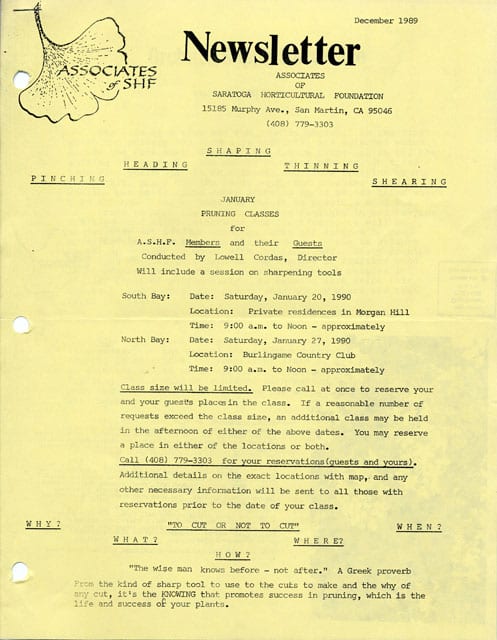 December 1989
Newsletter
ASSOCIATES
of SHF
ASSOCIATES
OF
SARATOGA HORTICULTURAL FOUNDATION
15185 Murphy Ave., San Martin, CA 95046
(408) 779-3303
SHAPING
HEADING THINNING
PINCHING SHEARING
JANUARY
PRUNING CLASSES
for
A.S.H.F. Members and their Guests
Conducted by Lowell Cordas, Director
Will include a session on sharpening tools
South Bay: Date: Saturday, January 20, 1990
Location: Private residences in Morgan Hill
Time: 9:00 a.m. to Noon - approximately
North Bay: Date: Saturday, January 27, 1990
Location: Burlingame Country Club
Time: 9:00 a.m. to Noon - approximately
Class size will be limited. Please call at once to reserve your
and your guest's places in the class. If a reasonable number of
requests exceed the class size, an additional class may be held
in the afternoon of either of the above dates. You may reserve
a place in either of the locations or both.
Call (408) 779-3303 for your reservations(guests and yours).
Additional details on the exact locations with map, and any
other necessary information will be sent to all those with
reservations prior to the date of your class.
WHY? "TO CUT OR NOT TO CUT" WHEN?
WHAT? WHERE?
HOW?
"The wise man knows before - not after." A Greek proverb
From the kind of sharp tool to use to the cuts to make and the why of
any cut, it's the KNOWING that promotes success in pruning, which is the
life and success of your plants.